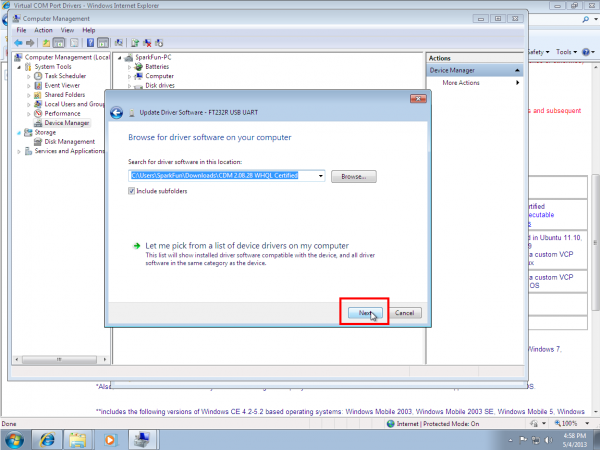 Virtual COM Port Drivers - Windows Internet Explorer
Computer Management
File Action View Help
Computer Management (Local
System Tools
Task Scheduler
Event Viewer
Shared Folders
Local Users and Group
Performance
Device Manager
Storage
Disk Management
Services and Applications
SparkFun-PC
Batteries
Computer
Disk drives
Actions
Device Manager
More Actions
Safety Tools
s and subsequent
Update Driver Software - FT232R USB UART
Browse for driver software on your computer
Search for driver software in this location:
C:\Users\SparkFun\Downloads\CDM 2.08.28 WHQL Certified
Browse...
Include subfolders
Let me pick from a list of device drivers on my computer
This list will show installed driver software compatible with the device, and all driver
software in the same category as the device.
Next
Cancel
rtified
ecutable
s
d in Ubuntu 11.10,
9
a custom VCP
ux
a custom VCP
OS
Windows 7,
*Also
OS.
**includes the following versions of Windows CE 4.2-5.2 based operating systems: Windows Mobile 2003, Windows Mobile 2003 SE, Windows Mobile 5, Windows
Done
Internet | Protected Mode: On
100%
4:58 PM
5/4/2013